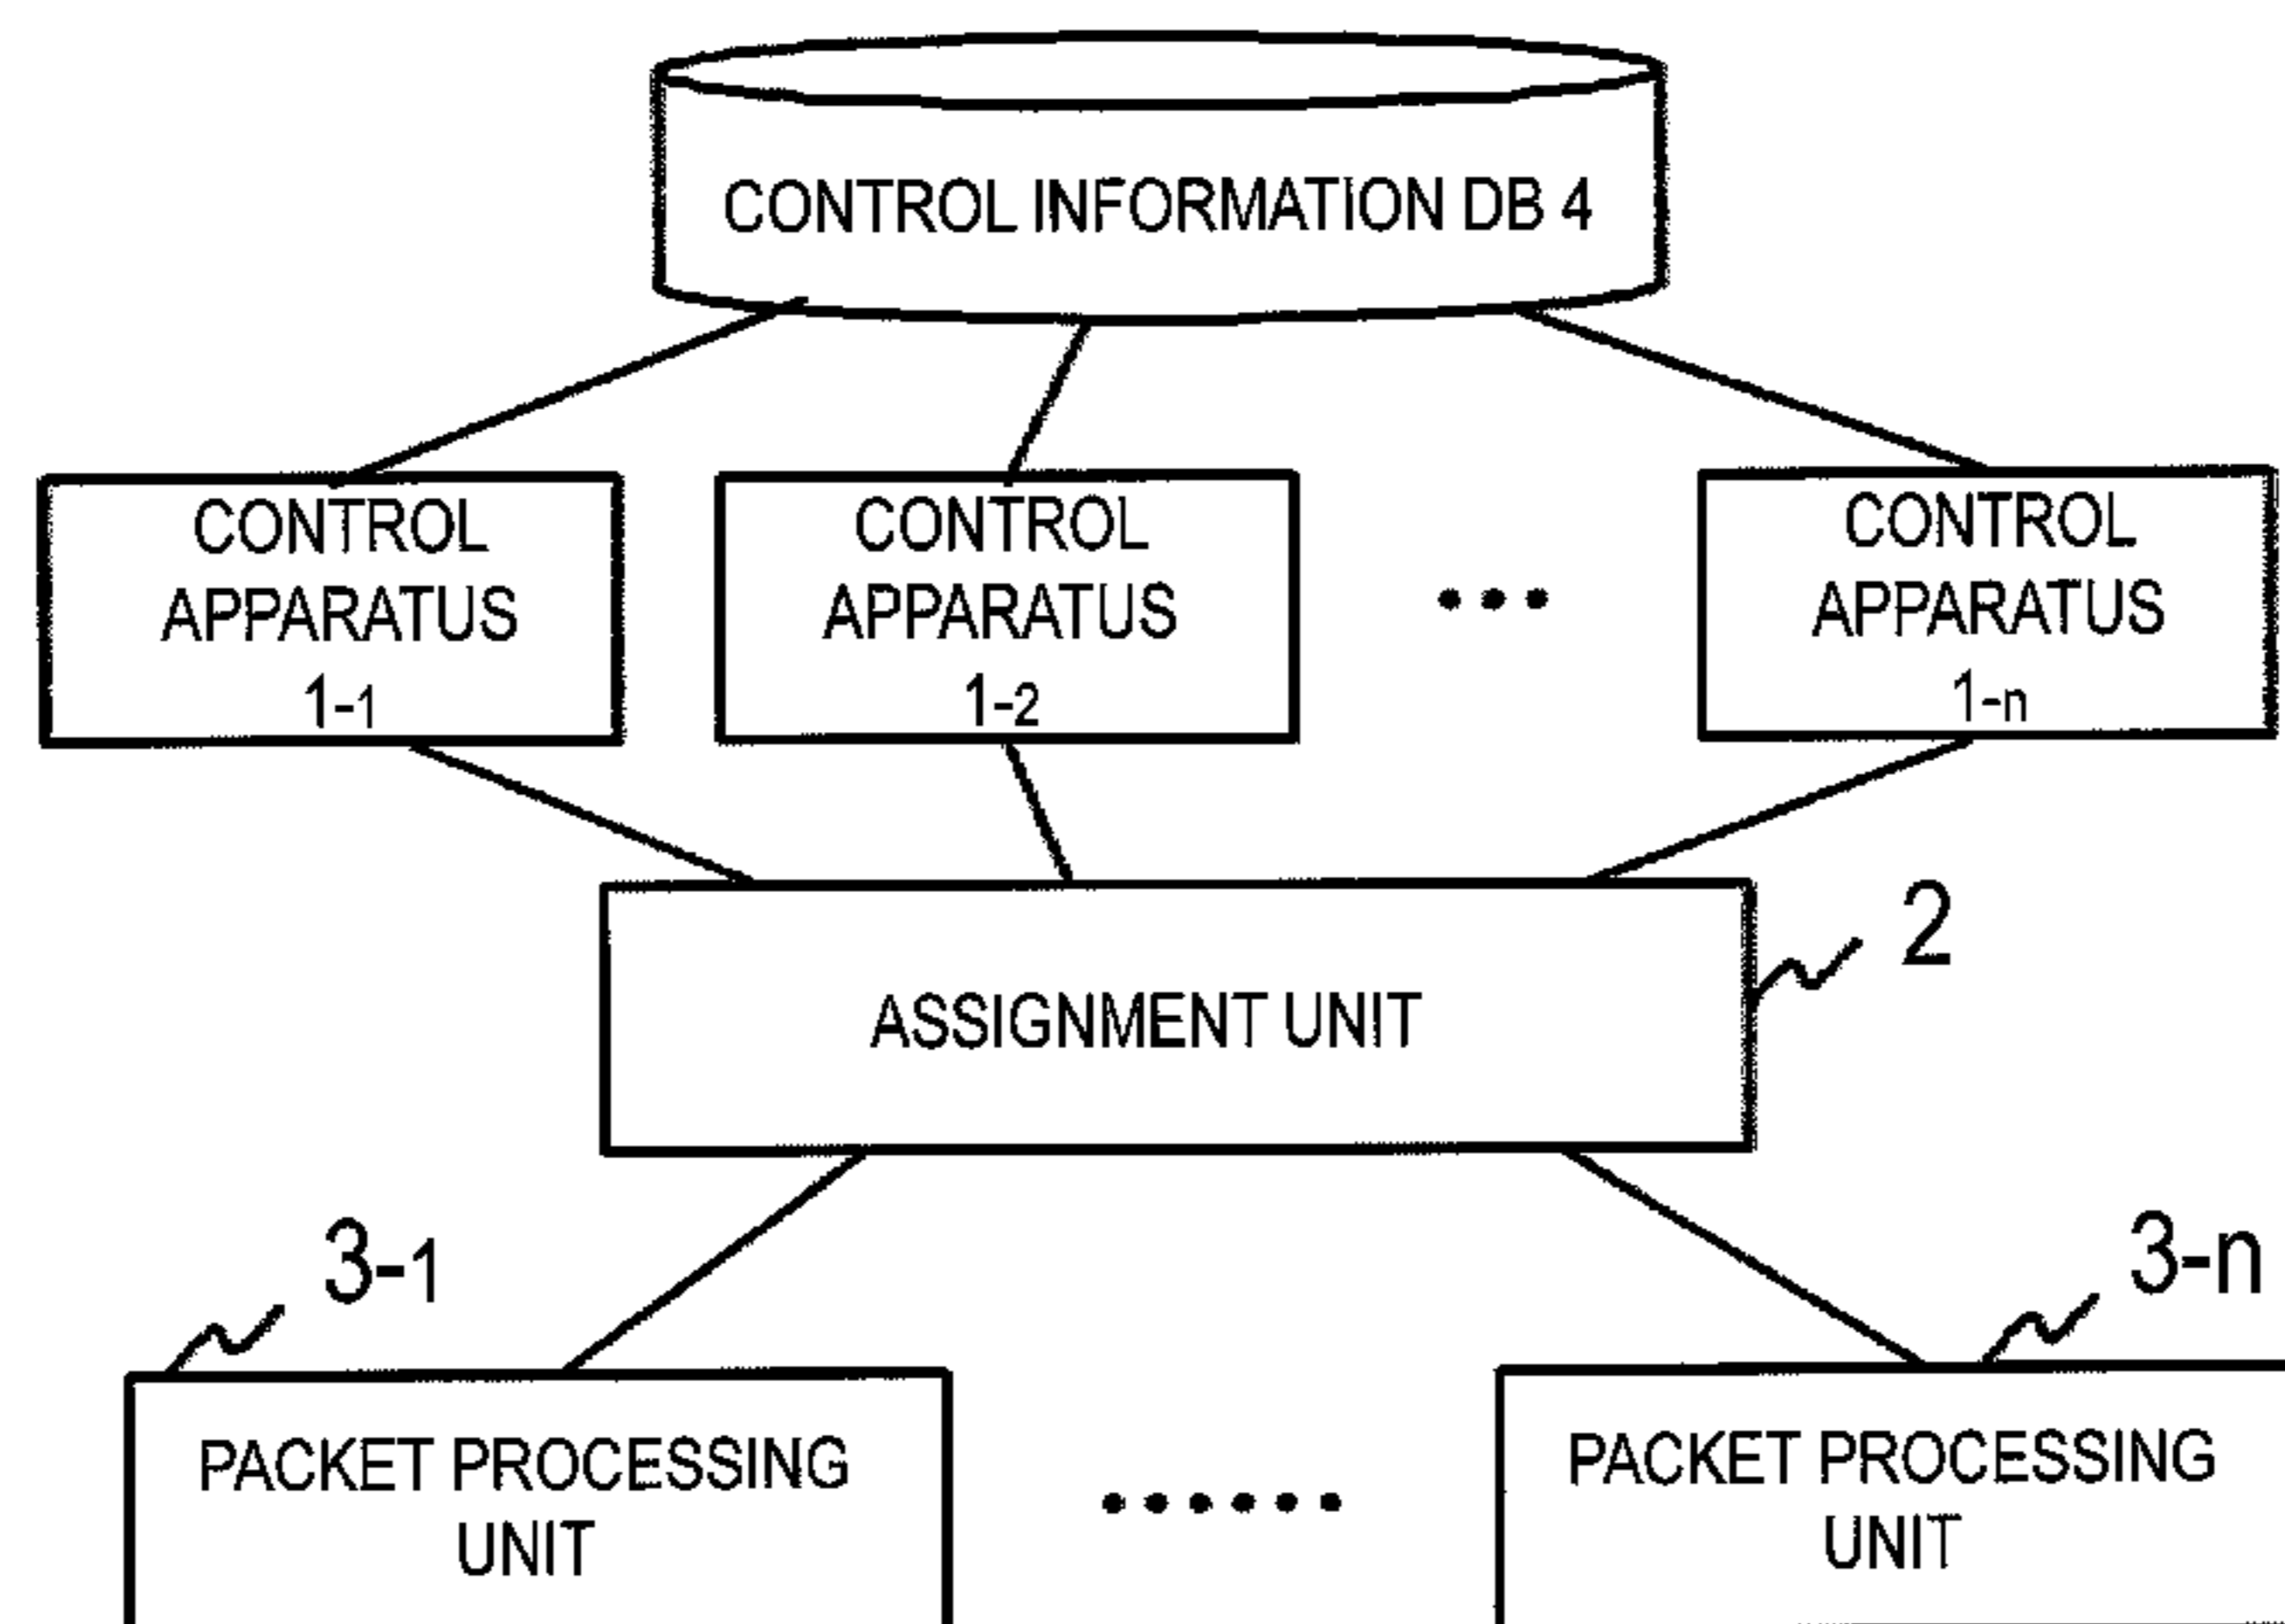 CONTROL INFORMATION DB 4
CONTROL
APPARATUS
1-1
CONTROL
APPARATUS
1-2
CONTROL
APPARATUS
1-n
2
ASSIGNMENT UNIT
3-1
3-n
PACKET PROCESSING
UNIT
PACKET PROCESSING
UNIT